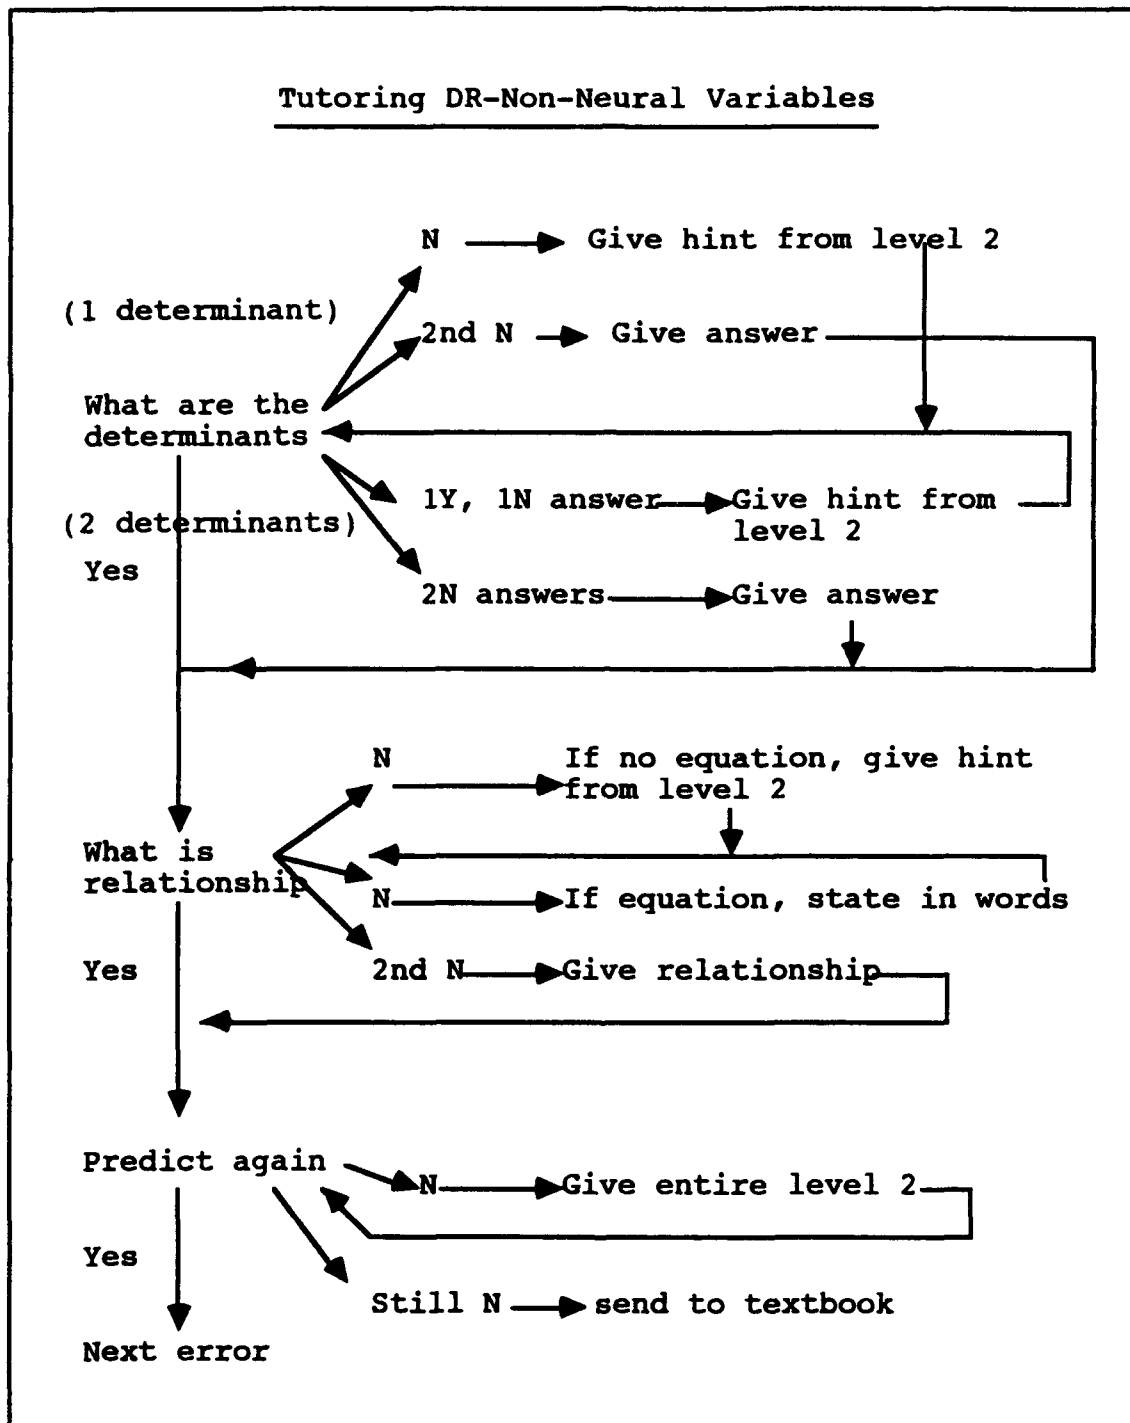 Tutoring DR-Non-Neural Variables
N Give hint from level 2
(1 determinant)
2nd N Give answer
What are the
determinants
1Y, 1N answer Give hint from
level 2
(2 determinants)
Yes
2N answers Give answer
N If no equation, give hint
from level 2
What is
relationship
N If equation, state in words
Yes 2nd N Give relationship
Predict again
N Give entire level 2
Yes
Still N send to textbook
Next error